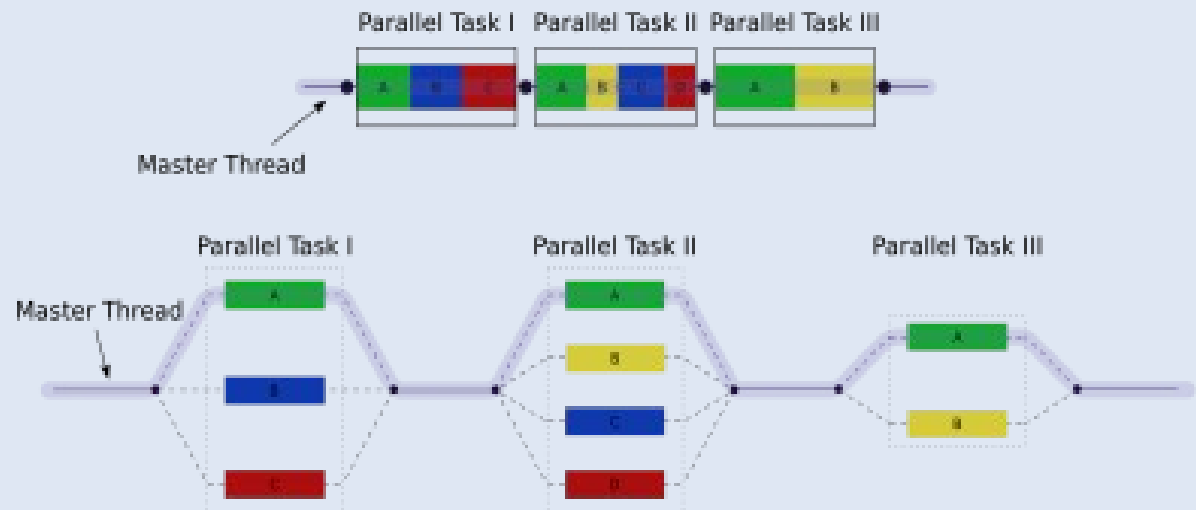 Parallel Task I Parallel Task II Parallel Task III
A B C A B C D A B
Master Thread
Parallel Task I Parallel Task II Parallel Task III
A A
Master Thread
B A
B C B
C D